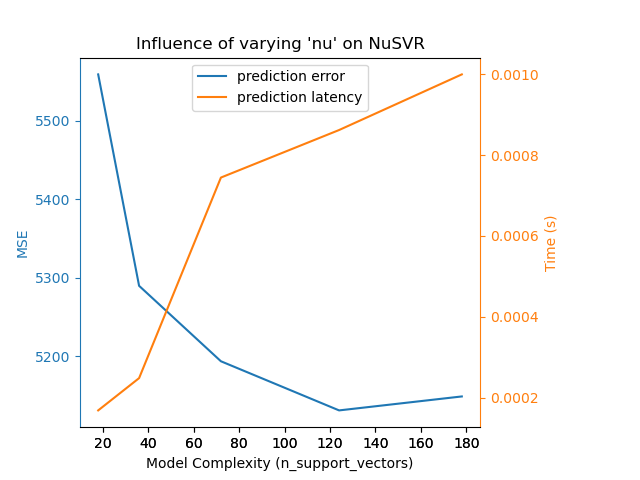 Influence of varying 'nu' on NuSVR
prediction error
prediction latency
MSE
5500
5400
5300
5200
0.0010
0.0008
0.0006
0.0004
0.0002
Time (s)
20 40 60 80 100 120 140 160 180
Model Complexity (n_support_vectors)